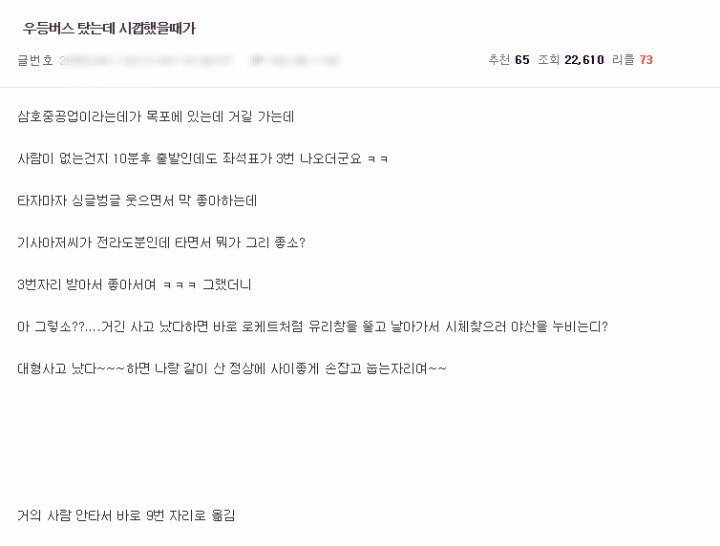 우등버스 탔는데 시껍했을때가
글번호
추천 65 조회 22,610 리플 73
삼호중공업이라는데가 목포에 있는데 거길 가는데
사람이 없는건지 10분후 출발인데도 좌석표가 3번 나오더군요 ㅋㅋ
타자마자 싱글벙글 웃으면서 막 좋아하는데
기사아저씨가 전라도분인데 타면서 뭐가 그리 좋소?
3번자리 받아서 좋아서여 ㅋㅋㅋ 그랬더니
아 그렇소??....거긴 사고 났다하면 바로 로케트처럼 유리창을 뚫고 날아가서 시체찾으러 야산을 누비는디?
대형사고 났다~~~하면 나랑 같이 산 정상에 사이좋게 손잡고 눕는자리여~~
거의 사람 안타서 바로 9번 자리로 옮김